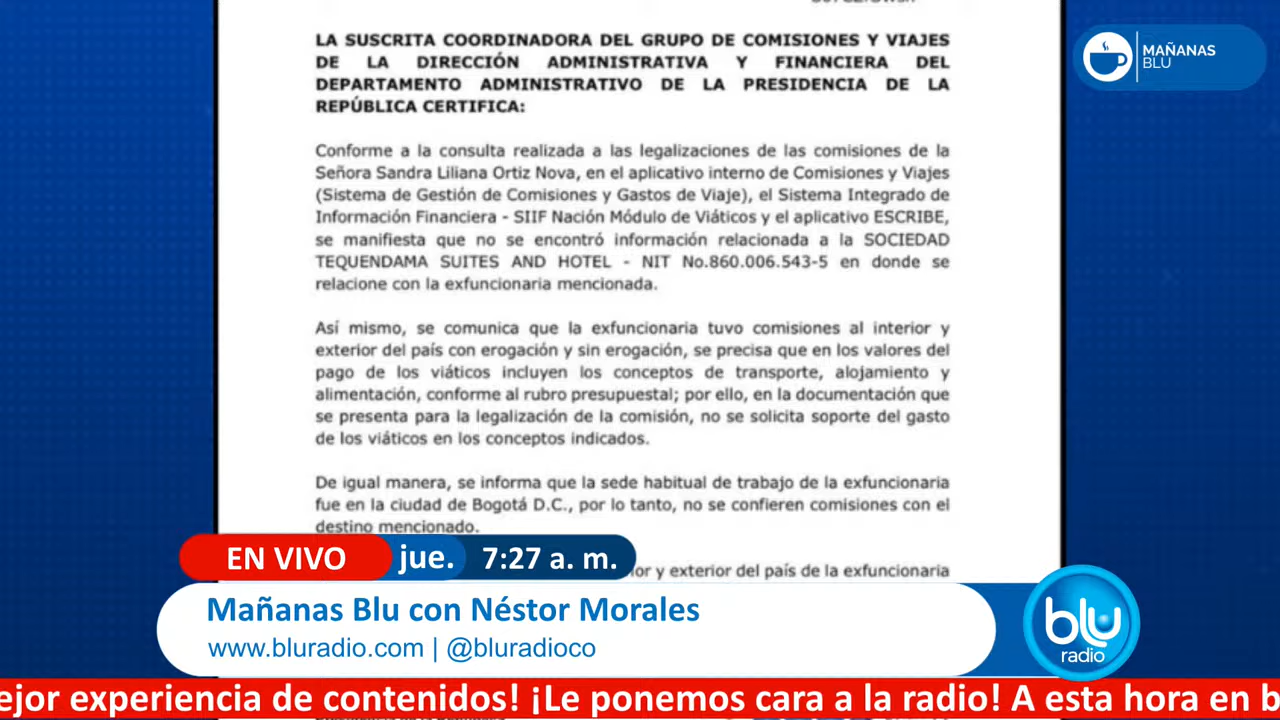 LA SUSCRITA COORDINADORA DEL GRUPO DE COMISIONES Y VIAJES
DE LA DIRECCIÓN ADMINISTRATIVA Y FINANCIERA DEL
DEPARTAMENTO ADMINISTRATIVO DE LA PRESIDENCIA DE LA
REPÚBLICA CERTIFICA:
MAÑANAS
BLU
Conforme a la consulta realizada a las legalizaciones de las comisiones de la
Señora Sandra Liliana Ortiz Nova, en el aplicativo interno de Comisiones y Viajes
(Sistema de Gestión de Comisiones y Gastos de Viaje), el Sistema Integrado de
Información Financiera - SIIF Nación Módulo de Viáticos y el aplicativo ESCRIBE,
se manifiesta que no se encontró información relacionada a la SOCIEDAD
TEQUENDAMA SUITES AND HOTEL - NIT No.860.006.543-5 en donde se
relacione con la exfuncionaria mencionada.
Así mismo, se comunica que la exfuncionaria tuvo comisiones al interior y
exterior del país con erogación y sin erogación, se precisa que en los valores del
pago de los viáticos incluyen los conceptos de transporte, alojamiento y
alimentación, conforme al rubro presupuestal; por ello, en la documentación que
se presenta para la legalización de la comisión, no se solicita soporte del gasto
de los viáticos en los conceptos indicados.
De igual manera, se informa que la sede habitual de trabajo de la exfuncionaria
fue en la ciudad de Bogotá D.C., por lo tanto, no se confieren comisiones con el
destino mencionado.
y exterior del país de la exfuncionaria
EN VIVO jue. 7:27 a. m.
Mañanas Blu con Néstor Morales
www.bluradio.com | @bluradioco
blu
radio
ejor experiencia de contenidos! ¡Le ponemos cara a la radio! A esta hora en b